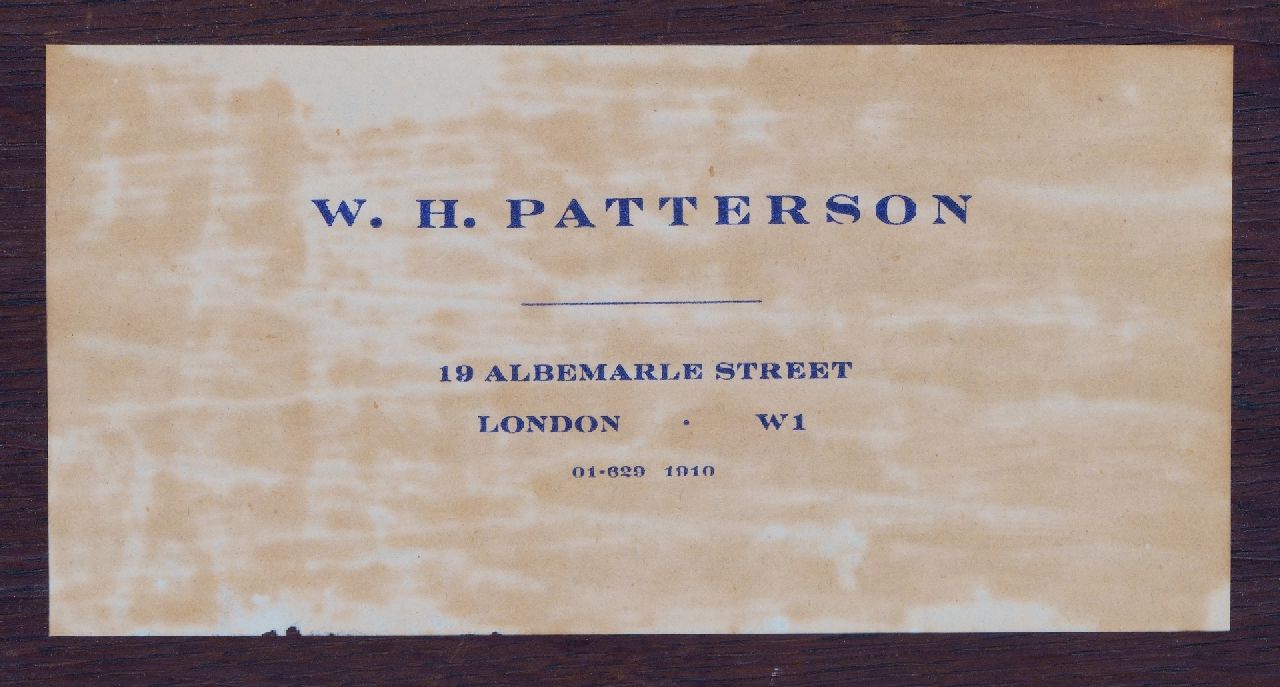 W. H. PATTERSON
19 ALBEMARLE STREET
LONDON · W1
01-629 1910